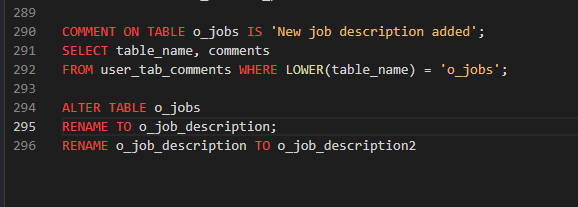 289
290 COMMENT ON TABLE o_jobs IS 'New job description added';
291 SELECT table_name, comments
292 FROM user_tab_comments WHERE LOWER(table_name) = 'o_jobs';
293
294 ALTER TABLE o_jobs
295 RENAME TO o_job_description;
296 RENAME o_job_description TO o_job_description2